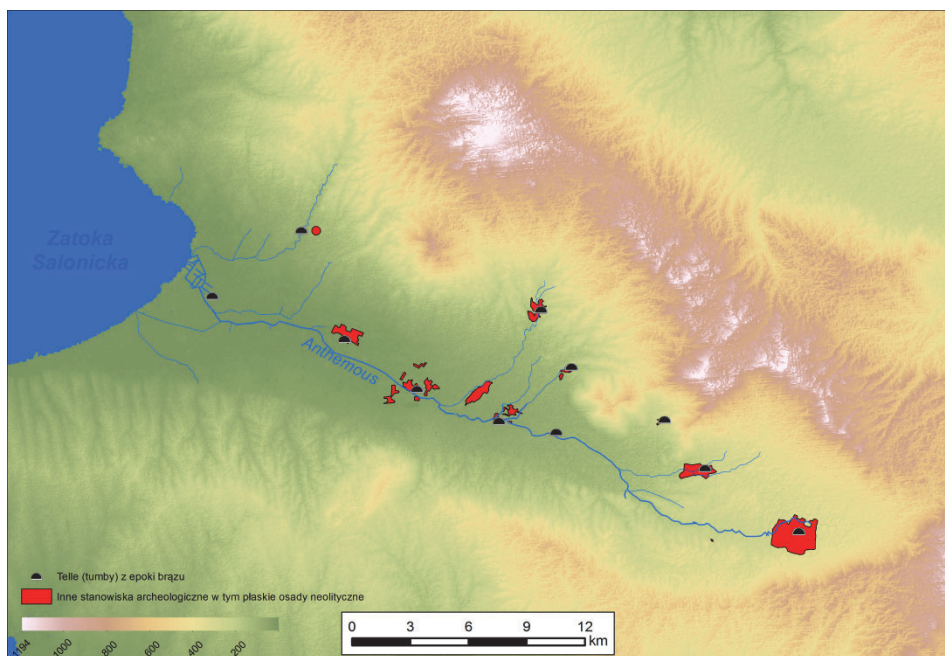 Zatoka
Salonicka
Anthemous
Telle (tumby) z epoki brązu
Inne stanowiska archeologiczne w tym płaskie osady neolityczne
1194 1000 800 600 400 200
0 3 6 9 12
km